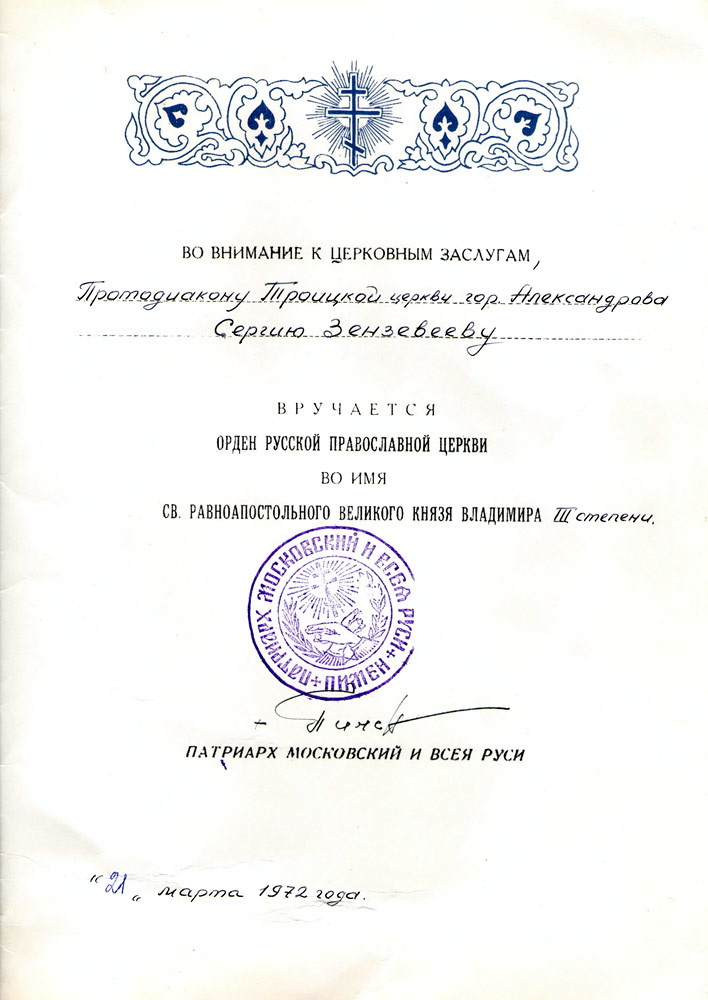 ВО ВНИМАНИЕ К ЦЕРКОВНЫМ ЗАСЛУГАМ,
Протодиакону Троицкой церкви гор. Александрова
Сергию Зензевееву
ВРУЧАЕТСЯ
ОРДЕН РУССКОЙ ПРАВОСЛАВНОЙ ЦЕРКВИ
ВО ИМЯ
СВ. РАВНОАПОСТОЛЬНОГО ВЕЛИКОГО КНЯЗЯ ВЛАДИМИРА III степени.
ПАТРИАРХ МОСКОВСКИЙ И ВСЕЯ РУСИ + ПИМЕН +
+ Пимен
ПАТРИАРХ МОСКОВСКИЙ И ВСЕЯ РУСИ
"21" марта 1972 года.